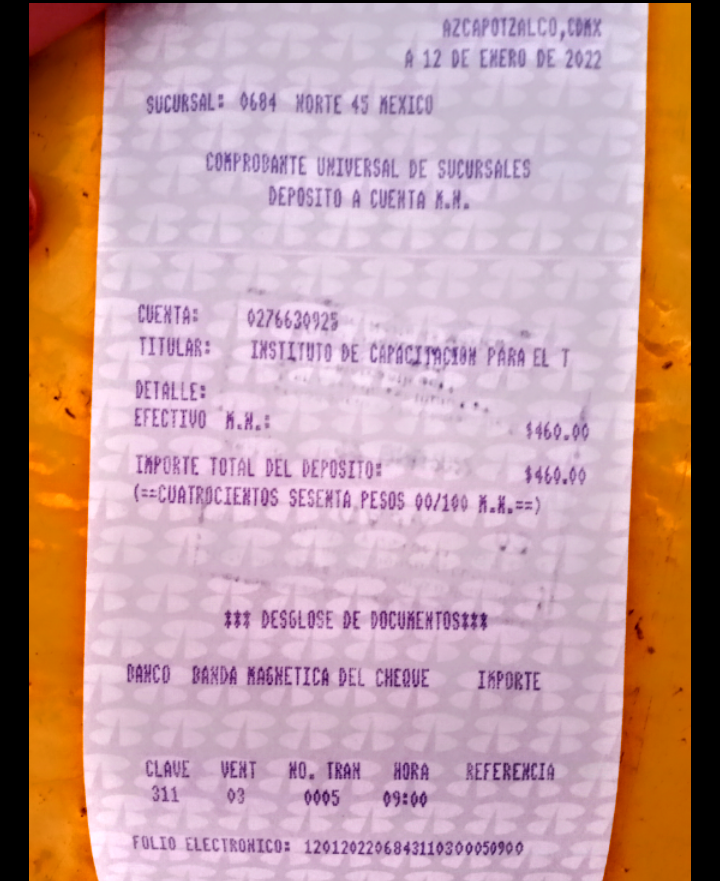 AZCAPOTZALCO,CDMX
A 12 DE ENERO DE 2022
SUCURSAL: 0684 NORTE 45 MEXICO
COMPROBANTE UNIVERSAL DE SUCURSALES
DEPOSITO A CUENTA M.N.
CUENTA: 0276630925
TITULAR: INSTITUTO DE CAPACITACION PARA EL T
DETALLE:
EFECTIVO M.N.: $460.00
IMPORTE TOTAL DEL DEPOSITO: $460.00
(==CUATROCIENTOS SESENTA PESOS 00/100 M.N.==)
*** DESGLOSE DE DOCUMENTOS***
BANCO BANDA MAGNETICA DEL CHEQUE IMPORTE
CLAVE VENT NO. TRAN HORA REFERENCIA
311 03 0005 09:00
FOLIO ELECTRONICO: 1201202206843110300050900